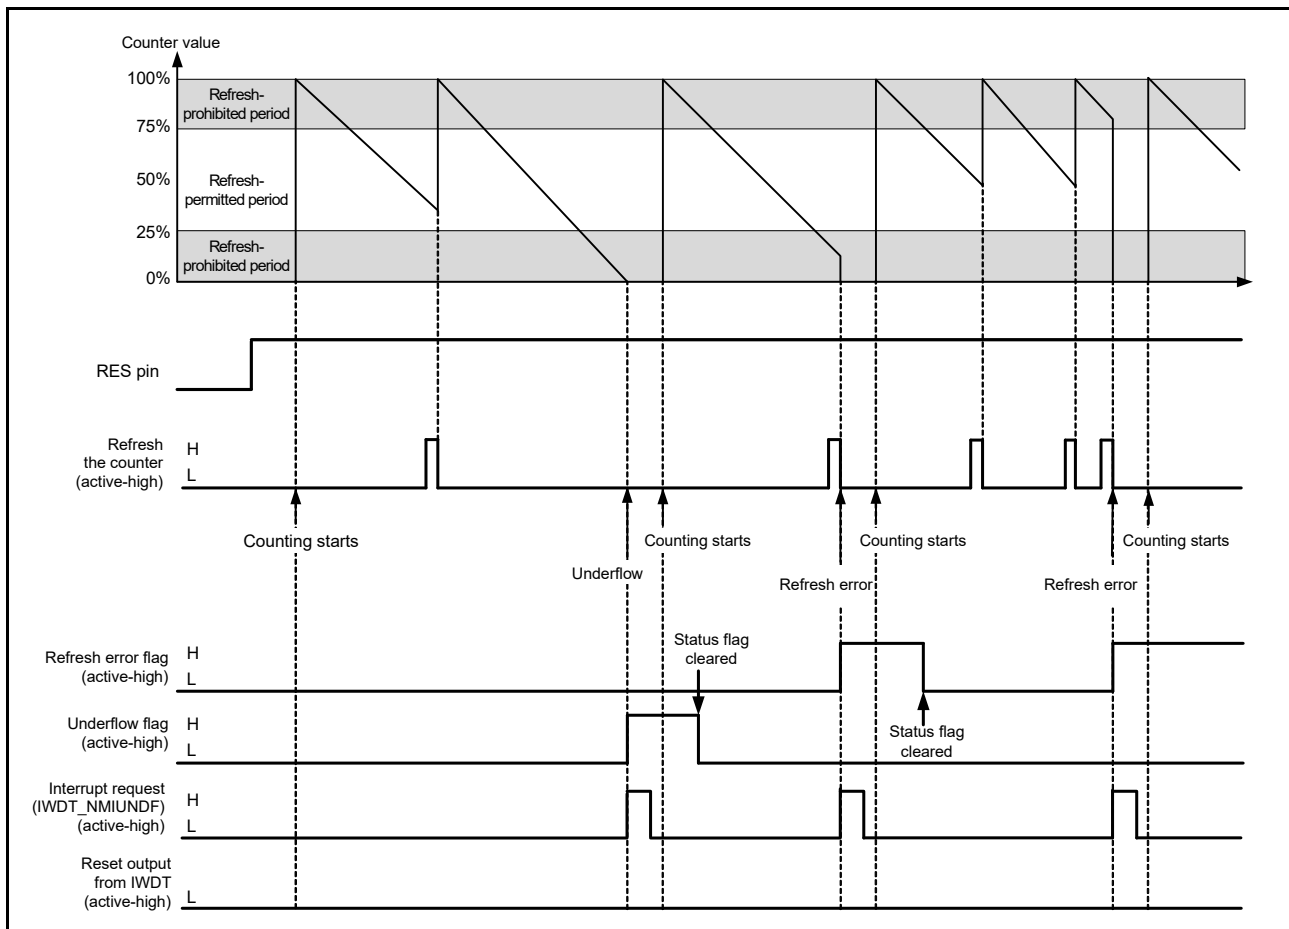 Counter value
100%
Refresh-
prohibited period
75%
50%
Refresh-
permitted period
25%
Refresh-
prohibited period
0%
RES pin
Refresh
the counter
(active-high)
H
L
Counting starts
Counting starts
Counting starts
Counting starts
Underflow
Refresh error
Refresh error
Status flag
cleared
Refresh error flag
(active-high)
H
L
Underflow flag
(active-high)
H
L
Status flag
cleared
Interrupt request
(IWDT_NMIUNDF)
(active-high)
H
L
Reset output
from IWDT
(active-high)
L